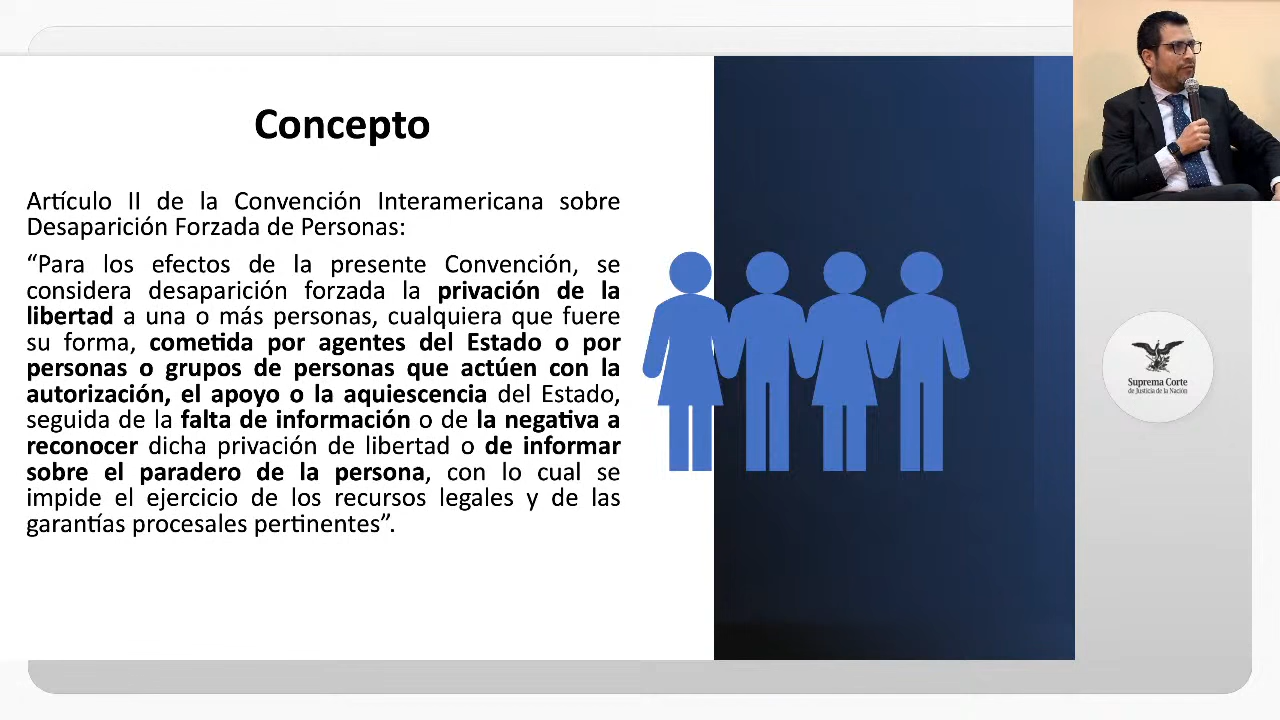 Concepto
Artículo II de la Convención Interamericana sobre
Desaparición Forzada de Personas:
“Para los efectos de la presente Convención, se
considera desaparición forzada la privación de la
libertad a una o más personas, cualquiera que fuere
su forma, cometida por agentes del Estado o por
personas o grupos de personas que actúen con la
autorización, el apoyo o la aquiescencia del Estado,
seguida de la falta de información o de la negativa a
reconocer dicha privación de libertad o de informar
sobre el paradero de la persona, con lo cual se
impide el ejercicio de los recursos legales y de las
garantías procesales pertinentes”.
Suprema Corte
de Justicia de la Nación